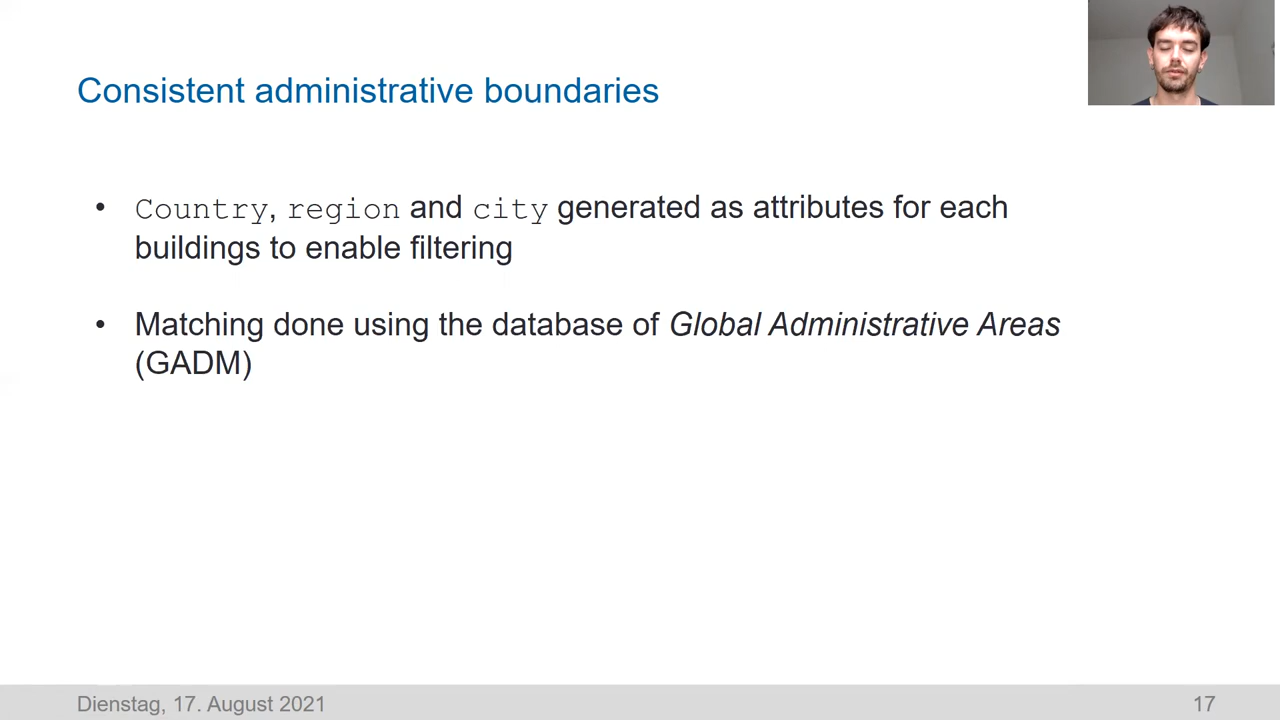 Consistent administrative boundaries
• Country, region and city generated as attributes for each
buildings to enable filtering
• Matching done using the database of Global Administrative Areas
(GADM)
Dienstag, 17. August 2021
17